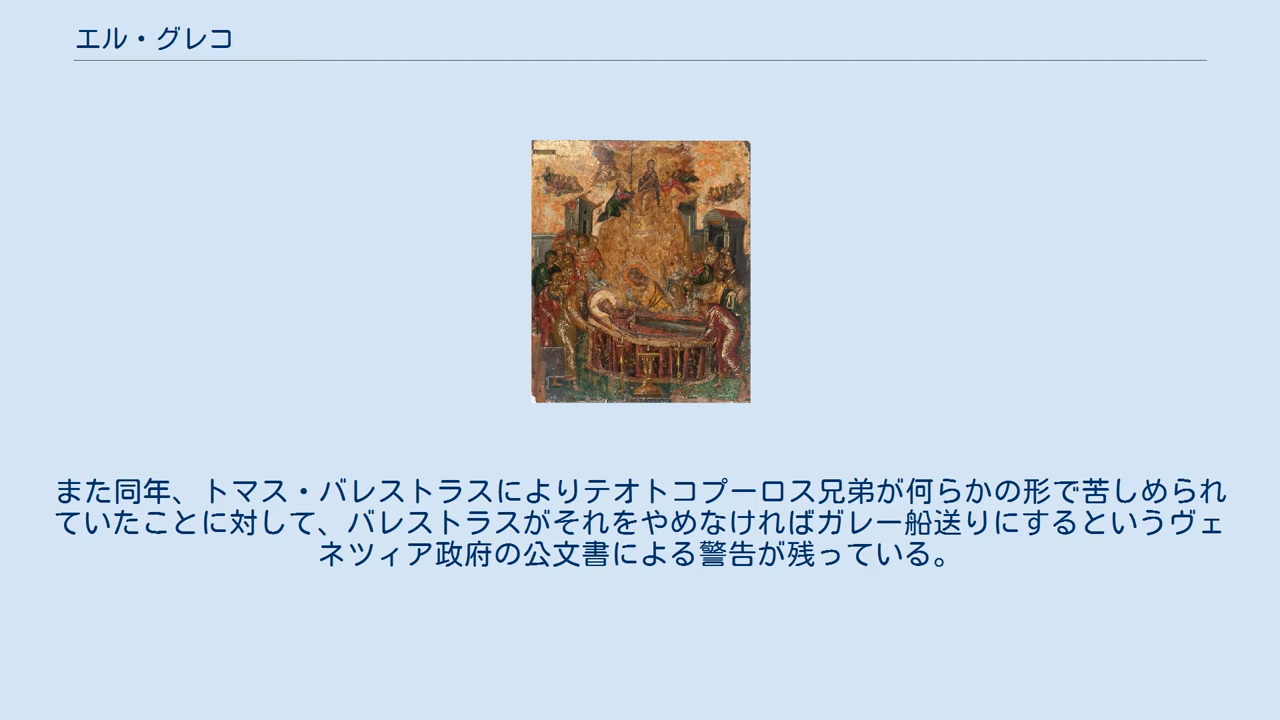 エル・グレコ
また同年、トマス・バレストラスによりテオトコプーロス兄弟が何らかの形で苦しめられ
ていたことに対して、バレストラスがそれをやめなければガレー船送りにするというヴェ
ネツィア政府の公文書による警告が残っている。